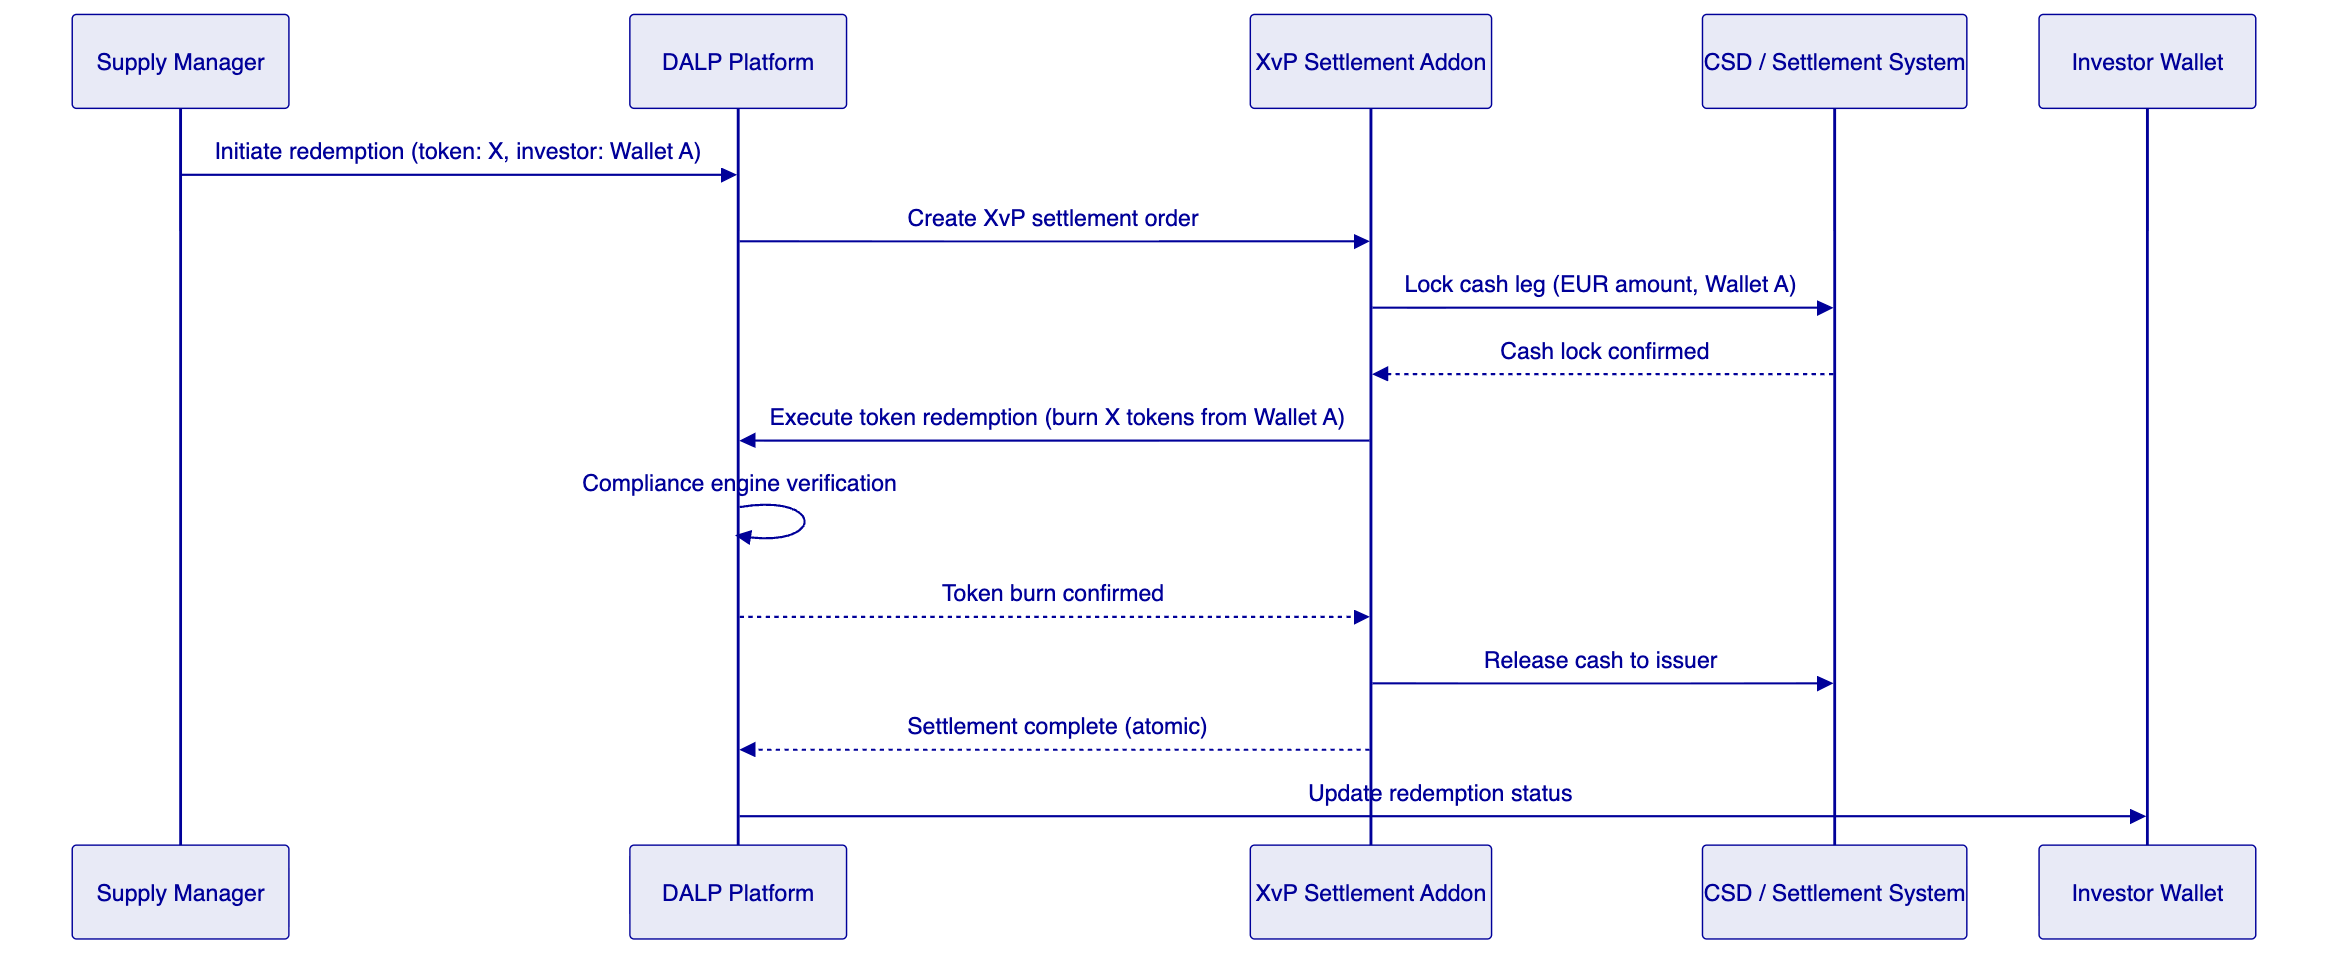 Supply Manager
DALP Platform
XvP Settlement Addon
CSD / Settlement System
Investor Wallet
Initiate redemption (token: X, investor: Wallet A)
Create XvP settlement order
Lock cash leg (EUR amount, Wallet A)
Cash lock confirmed
Execute token redemption (burn X tokens from Wallet A)
Compliance engine verification
Token burn confirmed
Release cash to issuer
Settlement complete (atomic)
Update redemption status
Supply Manager
DALP Platform
XvP Settlement Addon
CSD / Settlement System
Investor Wallet